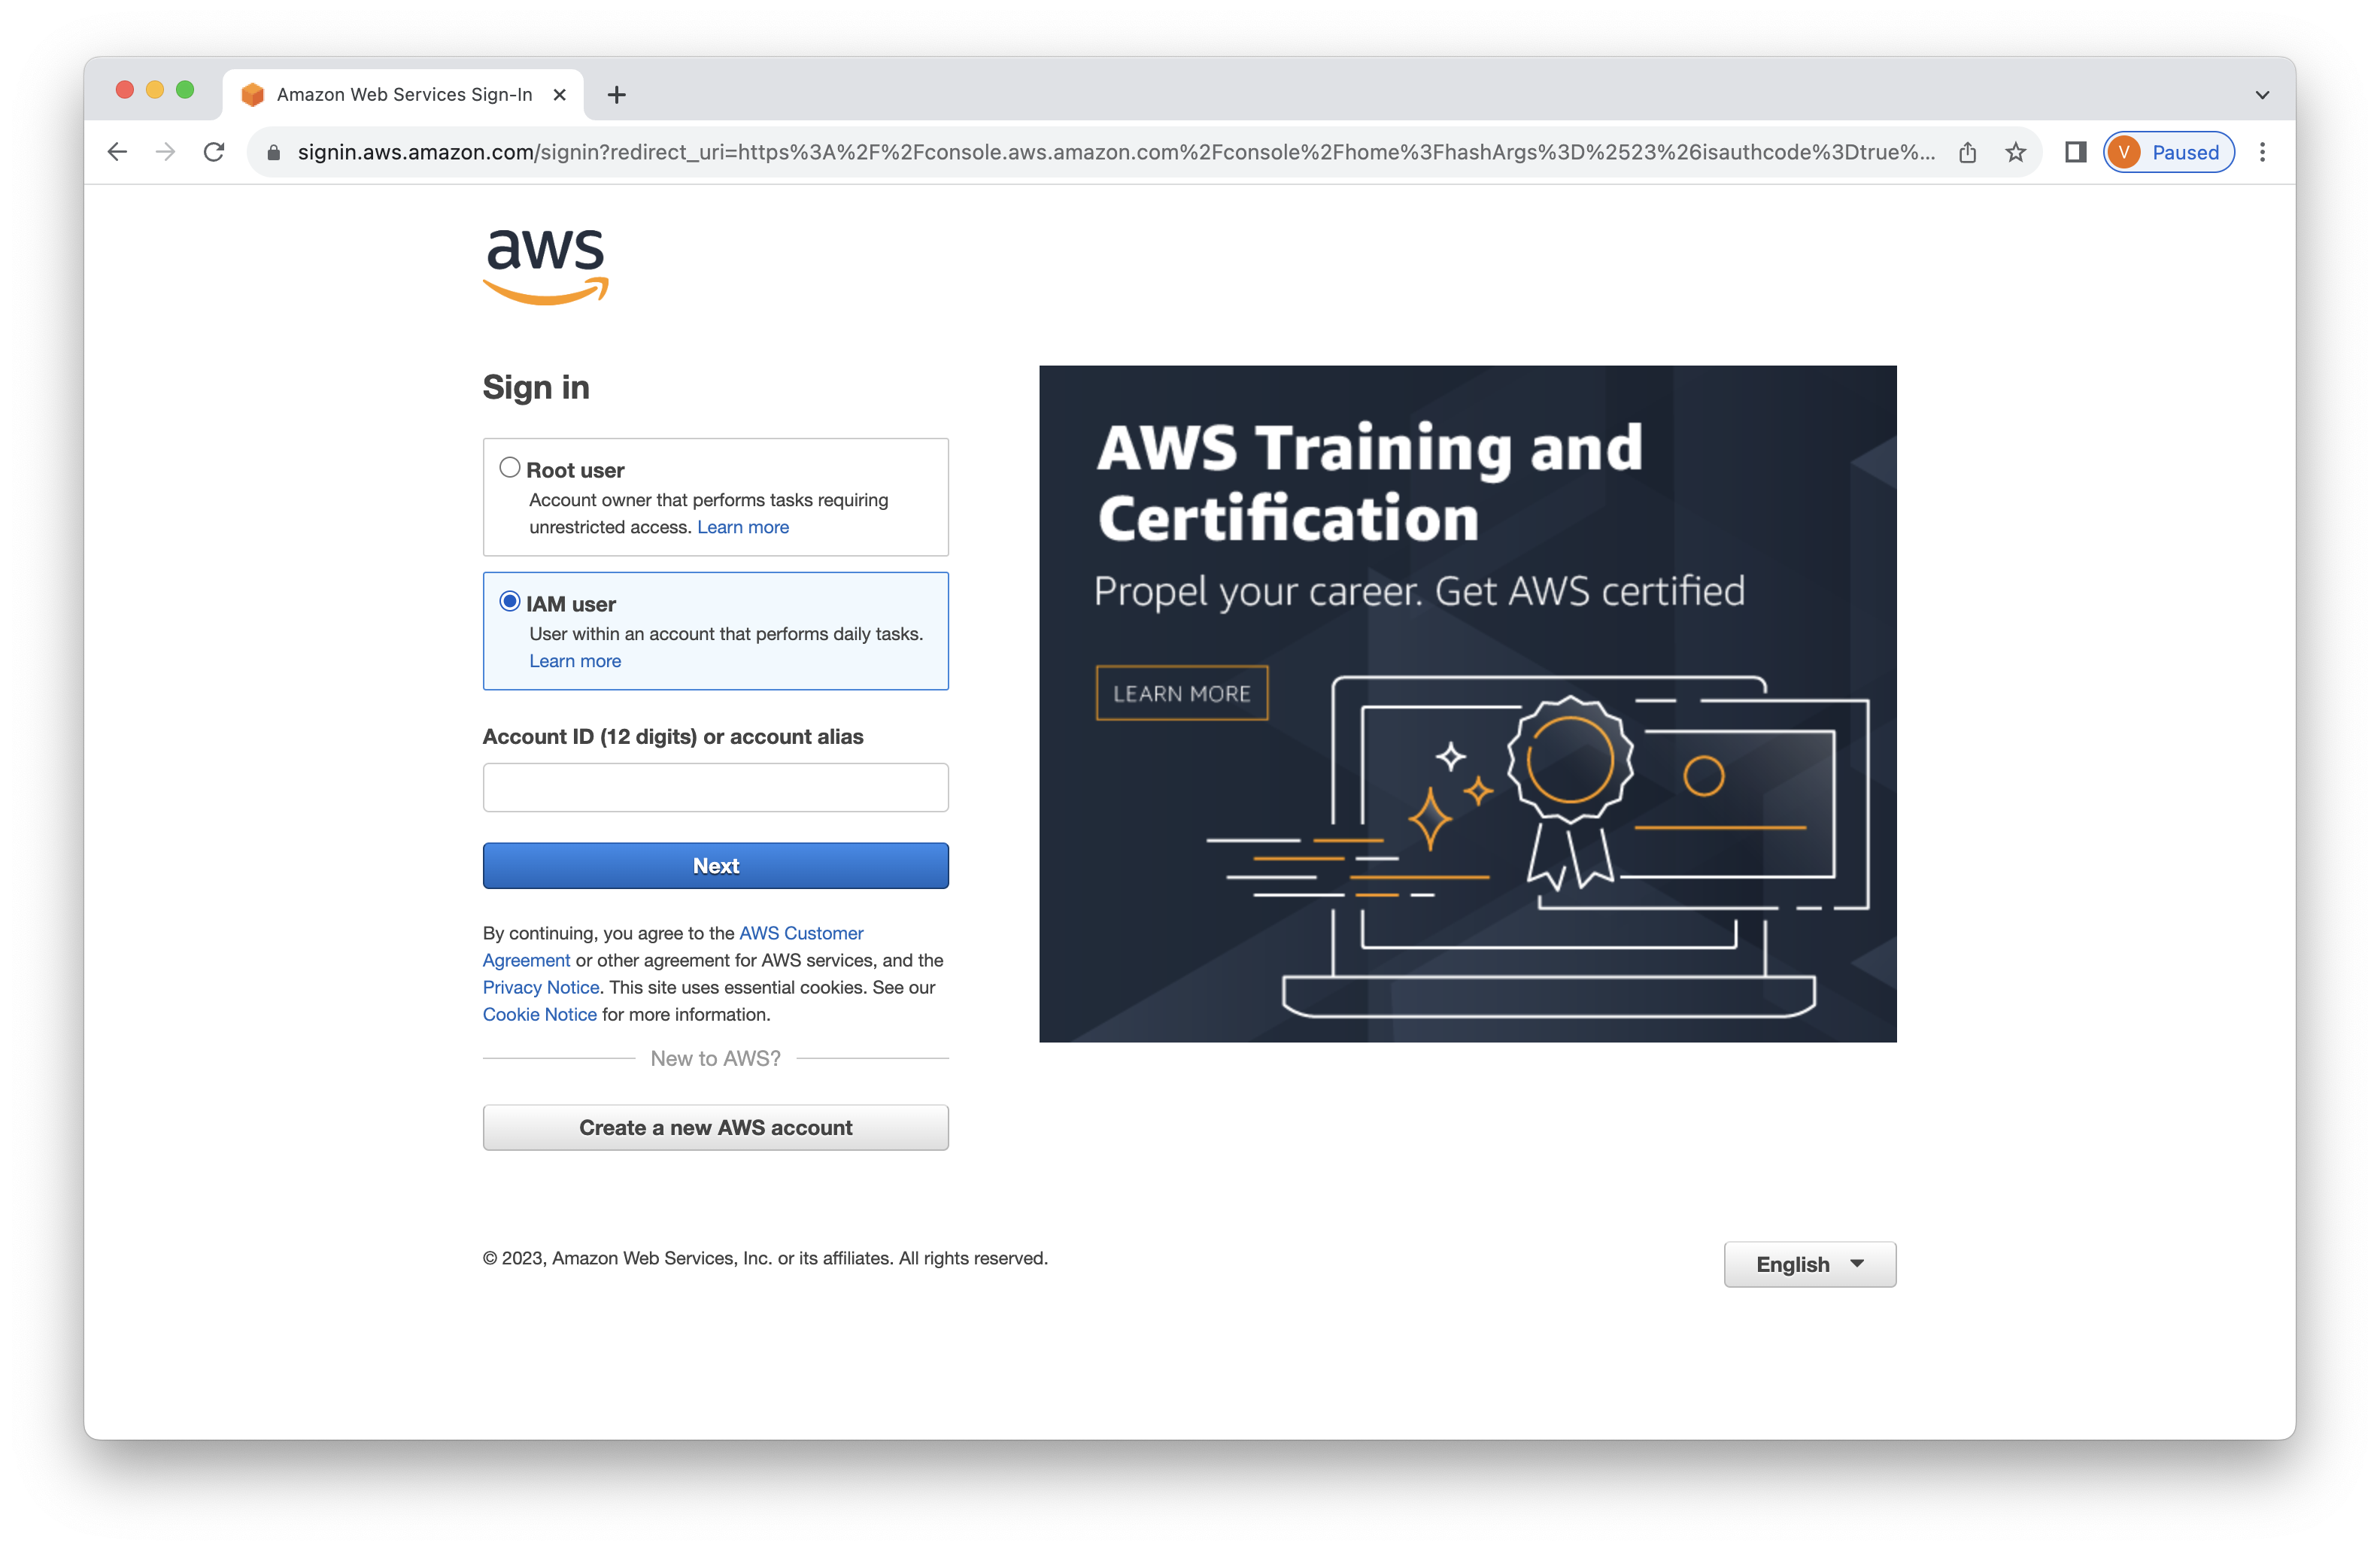 Amazon Web Services Sign-In
signin.aws.amazon.com/signin?redirect_uri=https%3A%2F%2Fconsole.aws.amazon.com%2Fconsole%2Fhome%3FhashArgs%3D%2523%26isauthcode%3Dtrue%...
V Paused
aws
Sign in
Root user
Account owner that performs tasks requiring
unrestricted access. Learn more
IAM user
User within an account that performs daily tasks.
Learn more
Account ID (12 digits) or account alias
Next
By continuing, you agree to the AWS Customer
Agreement or other agreement for AWS services, and the
Privacy Notice. This site uses essential cookies. See our
Cookie Notice for more information.
New to AWS?
Create a new AWS account
AWS Training and
Certification
Propel your career. Get AWS certified
LEARN MORE
© 2023, Amazon Web Services, Inc. or its affiliates. All rights reserved.
English